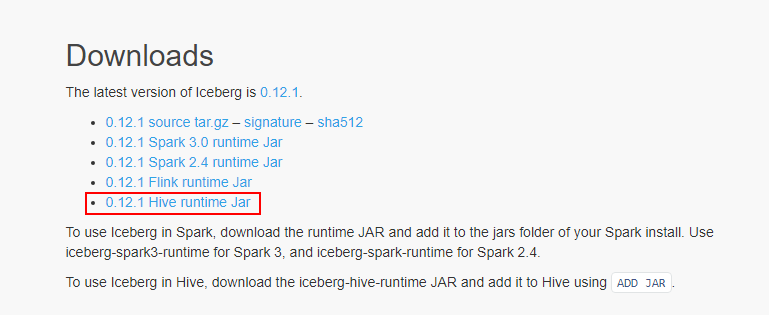 Downloads
The latest version of Iceberg is 0.12.1.
• 0.12.1 source tar.gz – signature – sha512
• 0.12.1 Spark 3.0 runtime Jar
• 0.12.1 Spark 2.4 runtime Jar
• 0.12.1 Flink runtime Jar
• 0.12.1 Hive runtime Jar
To use Iceberg in Spark, download the runtime JAR and add it to the jars folder of your Spark install. Use
iceberg-spark3-runtime for Spark 3, and iceberg-spark-runtime for Spark 2.4.
To use Iceberg in Hive, download the iceberg-hive-runtime JAR and add it to Hive using ADD JAR.